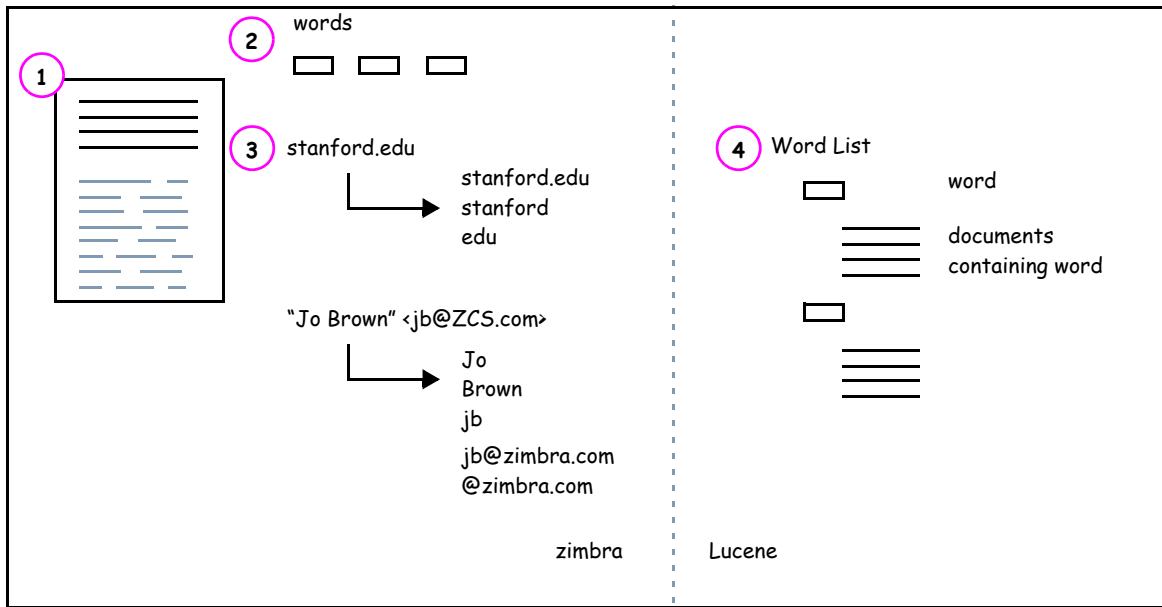 1
2
words
3
stanford.edu
stanford.edu
stanford
edu
“Jo Brown” <jb@ZCS.com>
Jo
Brown
jb
jb@zimbra.com
@zimbra.com
zimbra
4
Word List
word
documents
containing word
Lucene